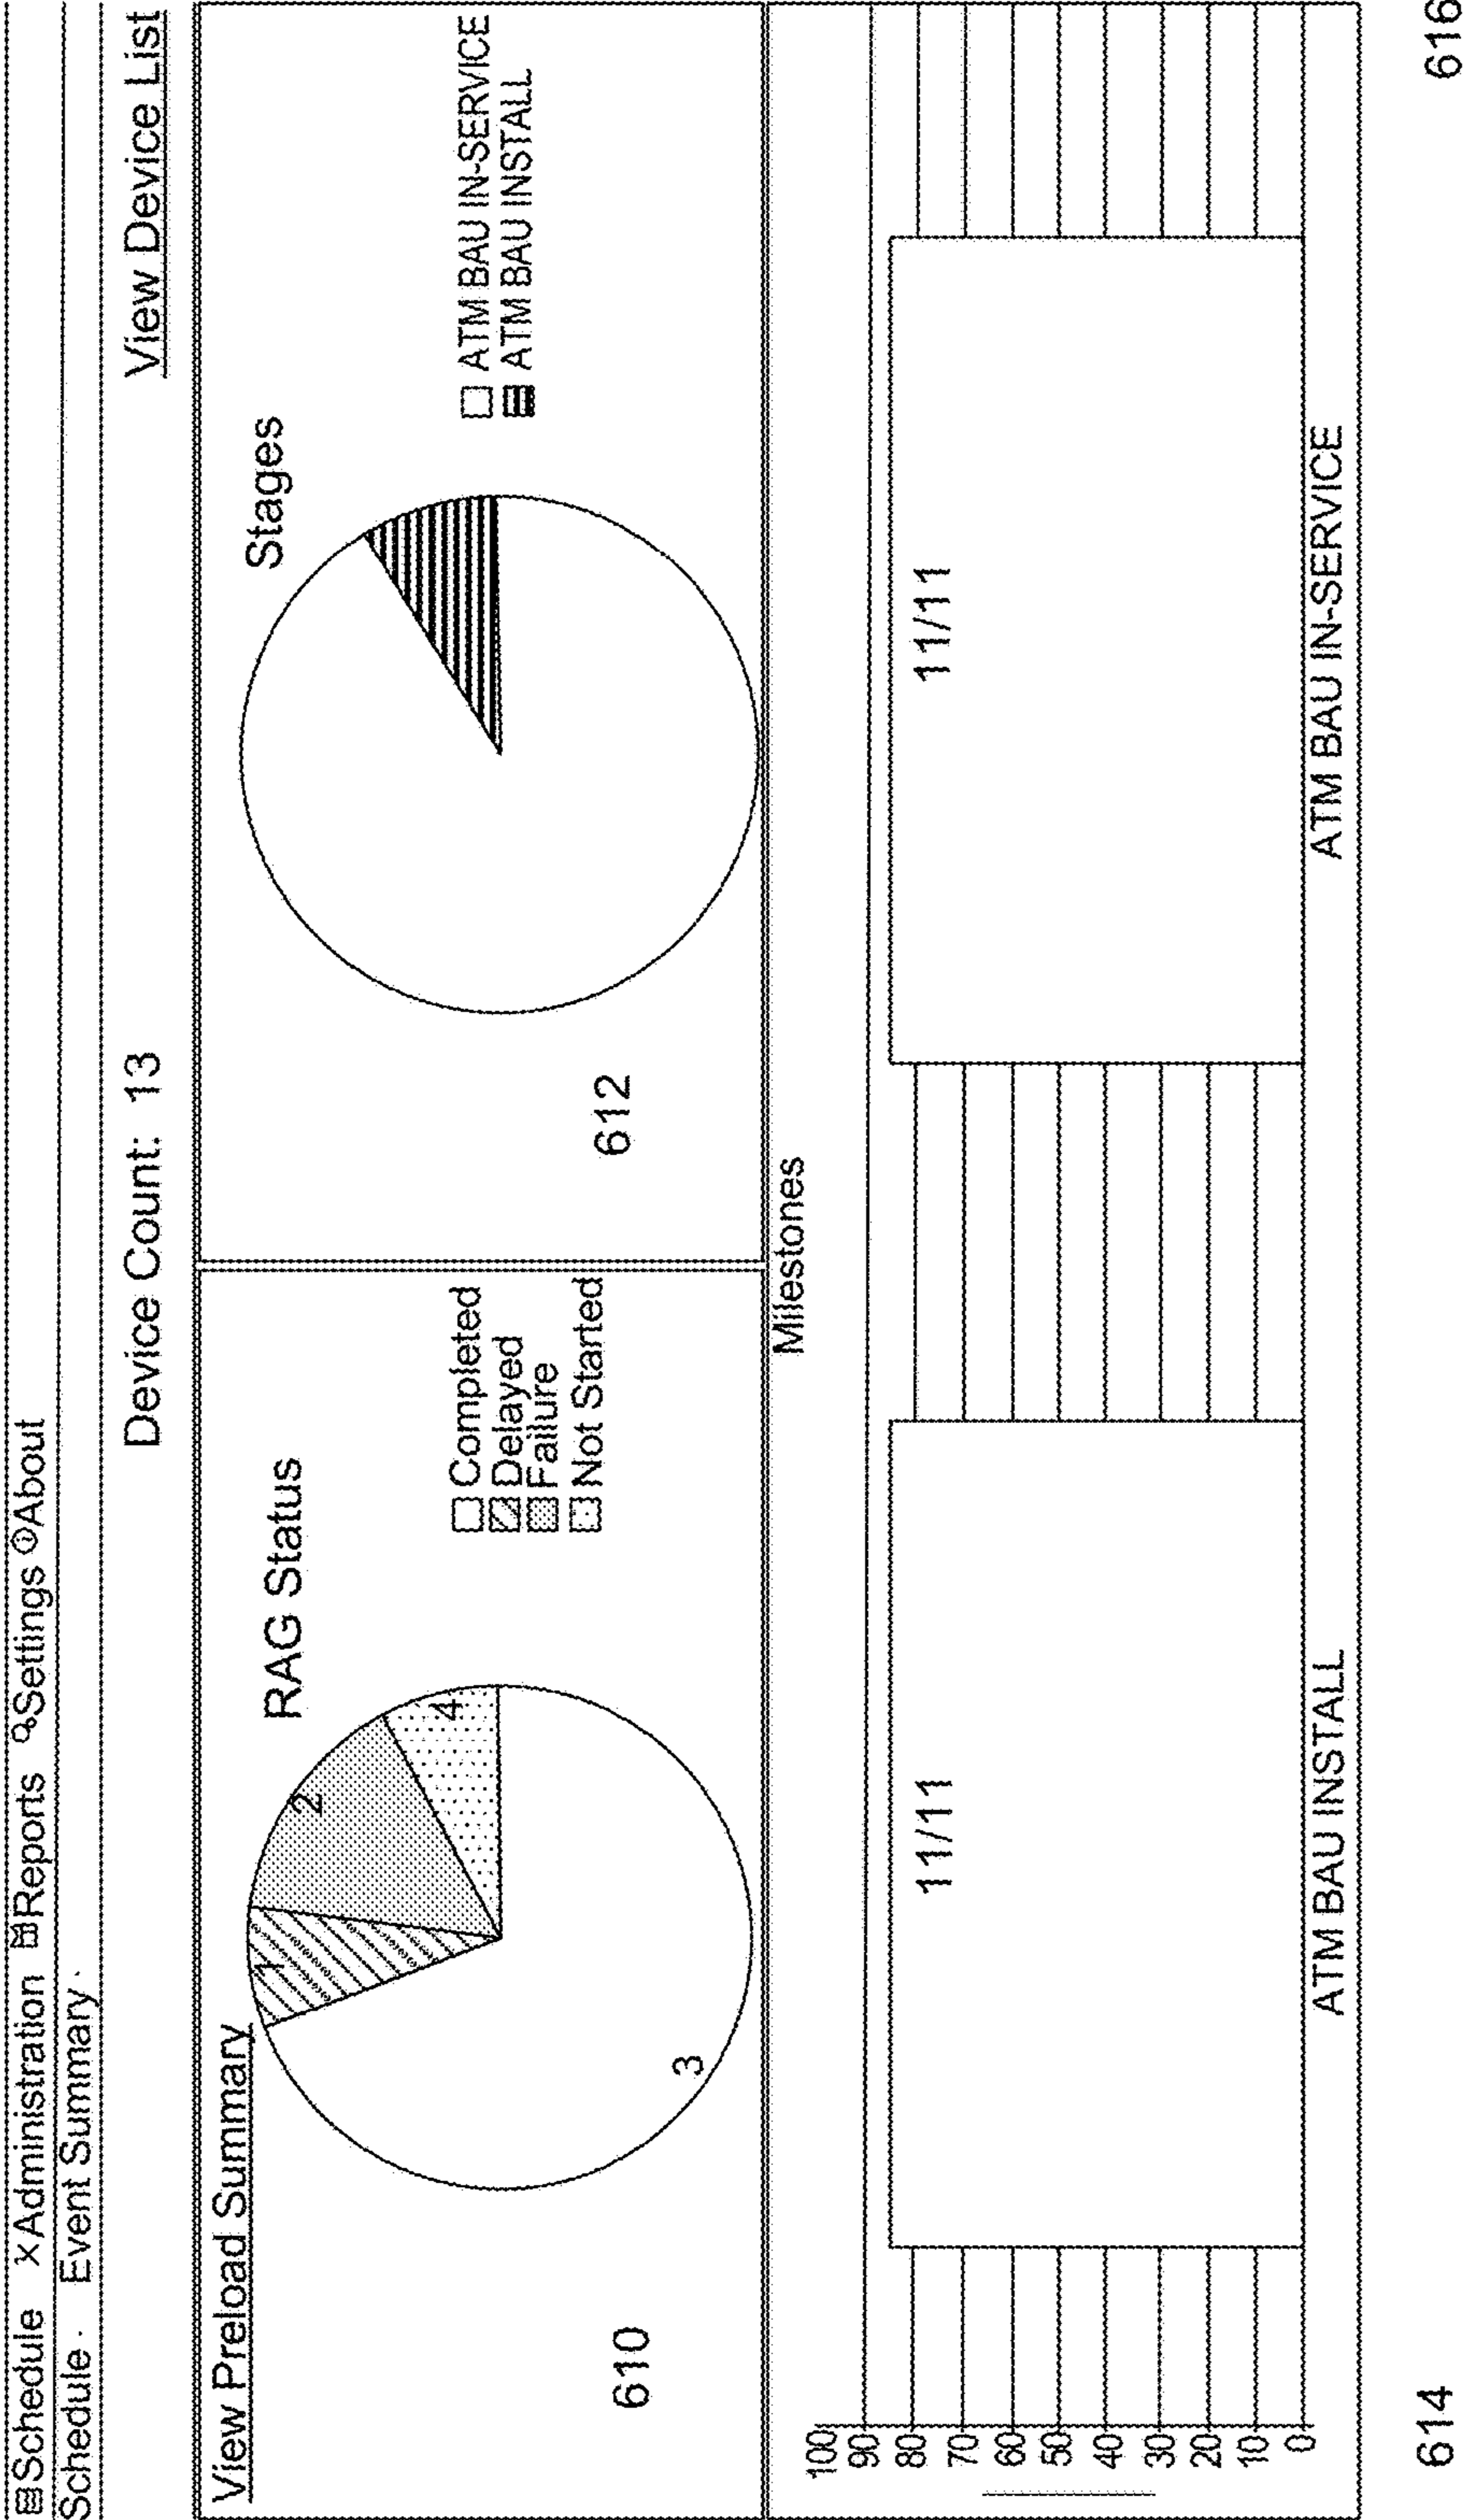 Schedule Administration Reports Settings About
Schedule · Event Summary ·
Device Count: 13
View Device List
View Preload Summary
RAG Status
1
2
3
4
Completed
Delayed
Failure
Not Started
610
Stages
ATM BAU IN-SERVICE
ATM BAU INSTALL
612
Milestones
100
90
80
70
60
50
40
30
20
10
0
11/11
11/11
ATM BAU INSTALL
ATM BAU IN-SERVICE
614
616